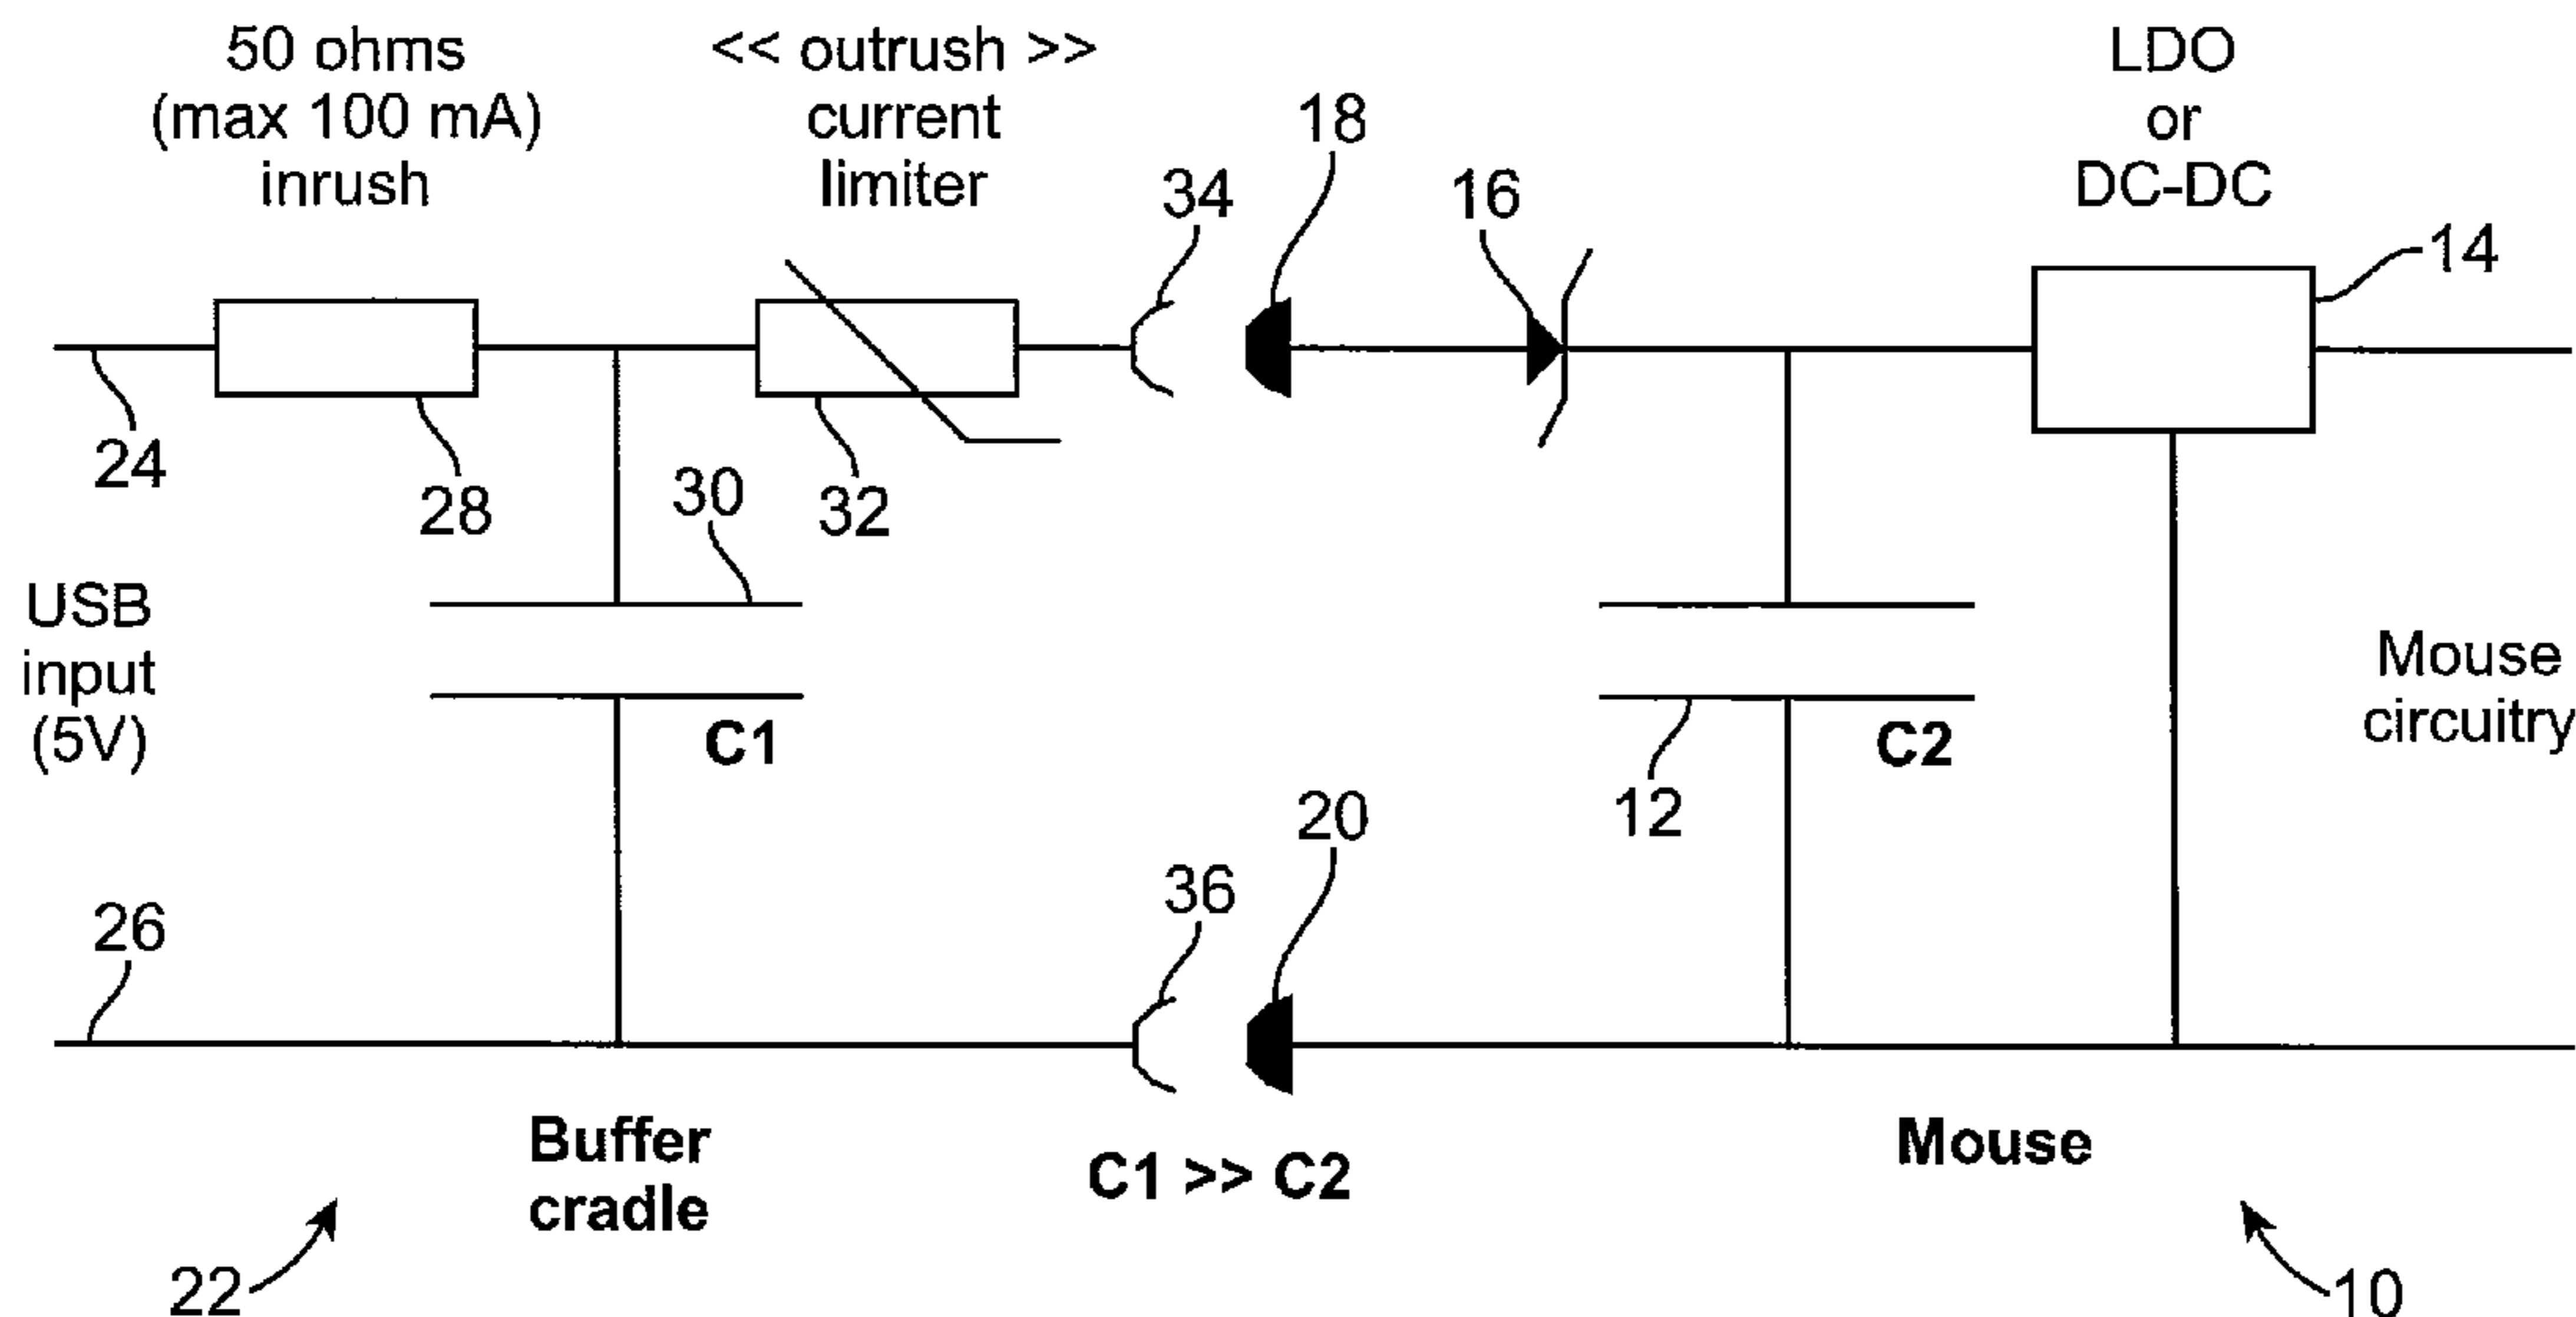 50 ohms
(max 100 mA)
inrush
<< outrush >>
current
limiter
LDO
or
DC-DC
18
34
16
14
24
28
30
32
USB
input
(5V)
C1
C2
12
Mouse
circuitry
20
36
26
Buffer
cradle
C1 >> C2
Mouse
22
10